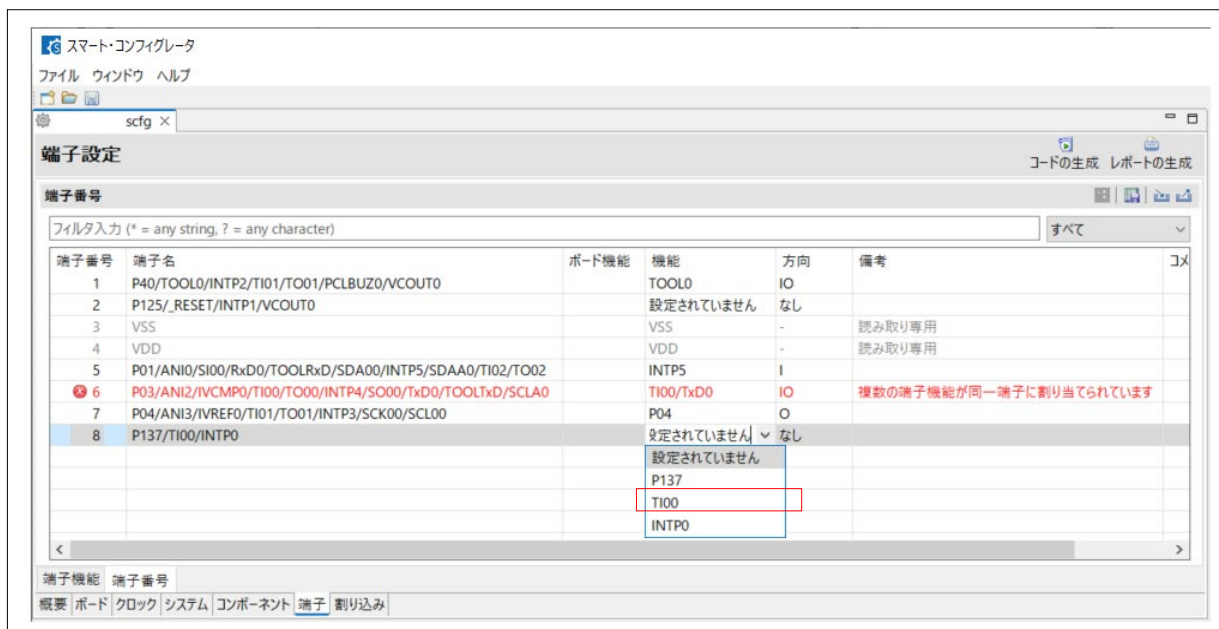 スマート・コンフィグレータ
ファイル ウィンドウ ヘルプ
scfg ×
端子設定
コードの生成 レポートの生成
端子番号
フィルタ入力 (* = any string, ? = any character) すべて
端子番号 端子名 ボード機能 機能 方向 備考 コメ
1 P40/TOOL0/INTP2/TI01/TO01/PCLBUZ0/VCOUT0 TOOL0 IO
2 P125/_RESET/INTP1/VCOUT0 設定されていません なし
3 VSS VSS - 読み取り専用
4 VDD VDD - 読み取り専用
5 P01/ANI0/SI00/RxD0/TOOLRxD/SDA00/INTP5/SDAA0/TI02/TO02 INTP5 I
6 P03/ANI2/IVCMP0/TI00/TO00/INTP4/SO00/TxD0/TOOLTxD/SCLA0 TI00/TxD0 IO 複数の端子機能が同一端子に割り当てられています
7 P04/ANI3/IVREF0/TI01/TO01/INTP3/SCK00/SCL00 P04 O
8 P137/TI00/INTP0 設定されていません なし
設定されていません
P137
TI00
INTP0
端子機能 端子番号
概要 ボード クロック システム コンポーネント 端子 割り込み